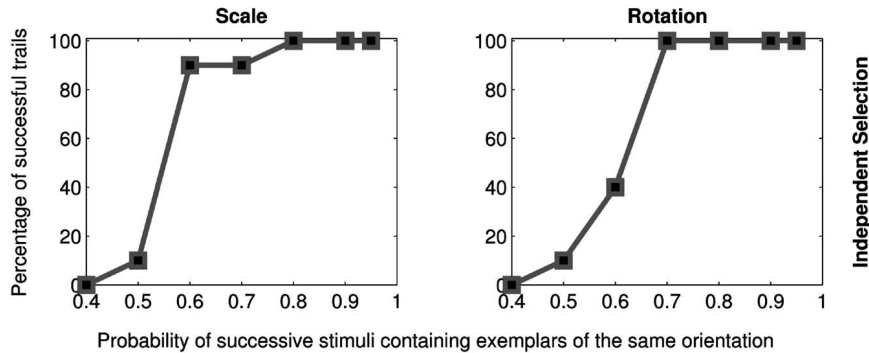 Scale
Rotation
Percentage of successful trails
100
80
60
40
20
0
0.4 0.5 0.6 0.7 0.8 0.9 1
100
80
60
40
20
0
0.4 0.5 0.6 0.7 0.8 0.9 1
Independent Selection
Probability of successive stimuli containing exemplars of the same orientation